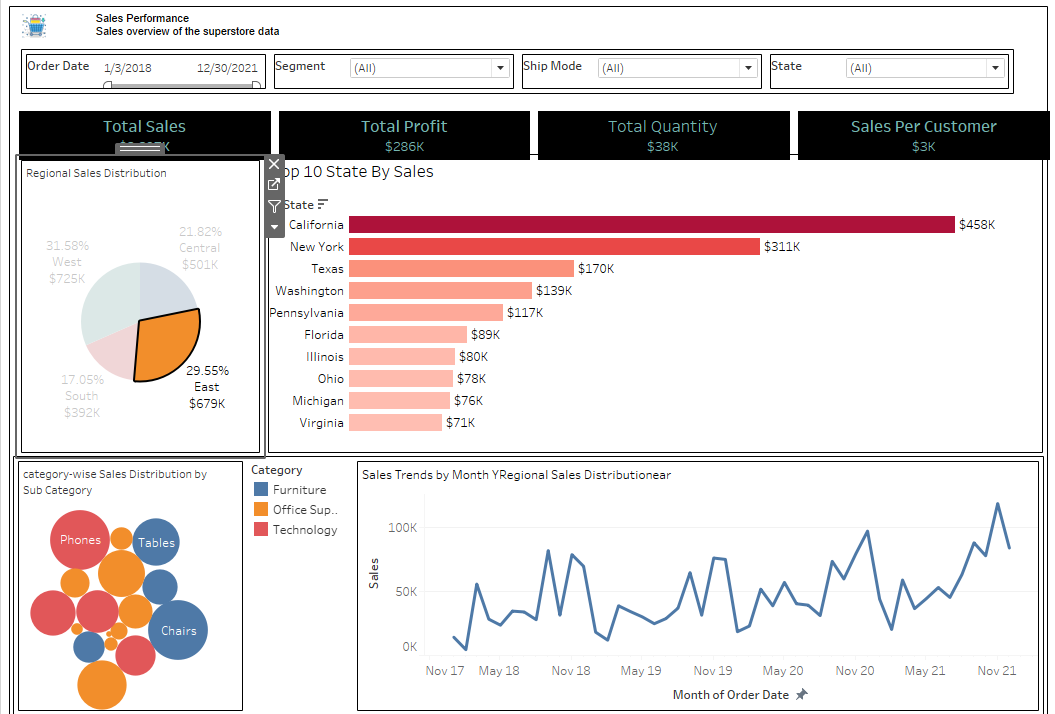 Sales Performance
Sales overview of the superstore data
Order Date
1/3/2018
12/30/2021
Segment
(All)
Ship Mode
(All)
State
(All)
Total Sales
Total Profit
$286K
Total Quantity
$38K
Sales Per Customer
$3K
Regional Sales Distribution
31.58%
West
$725K
21.82%
Central
$501K
29.55%
East
$679K
17.05%
South
$392K
op 10 State By Sales
State
California $458K
New York $311K
Texas $170K
Washington $139K
Pennsylvania $117K
Florida $89K
Illinois $80K
Ohio $78K
Michigan $76K
Virginia $71K
category-wise Sales Distribution by
Sub Category
Phones
Tables
Chairs
Category
Furniture
Office Sup..
Technology
Sales Trends by Month YRegional Sales Distributionear
Sales
100K
50K
0K
Nov 17 May 18 Nov 18 May 19 Nov 19 May 20 Nov 20 May 21 Nov 21
Month of Order Date